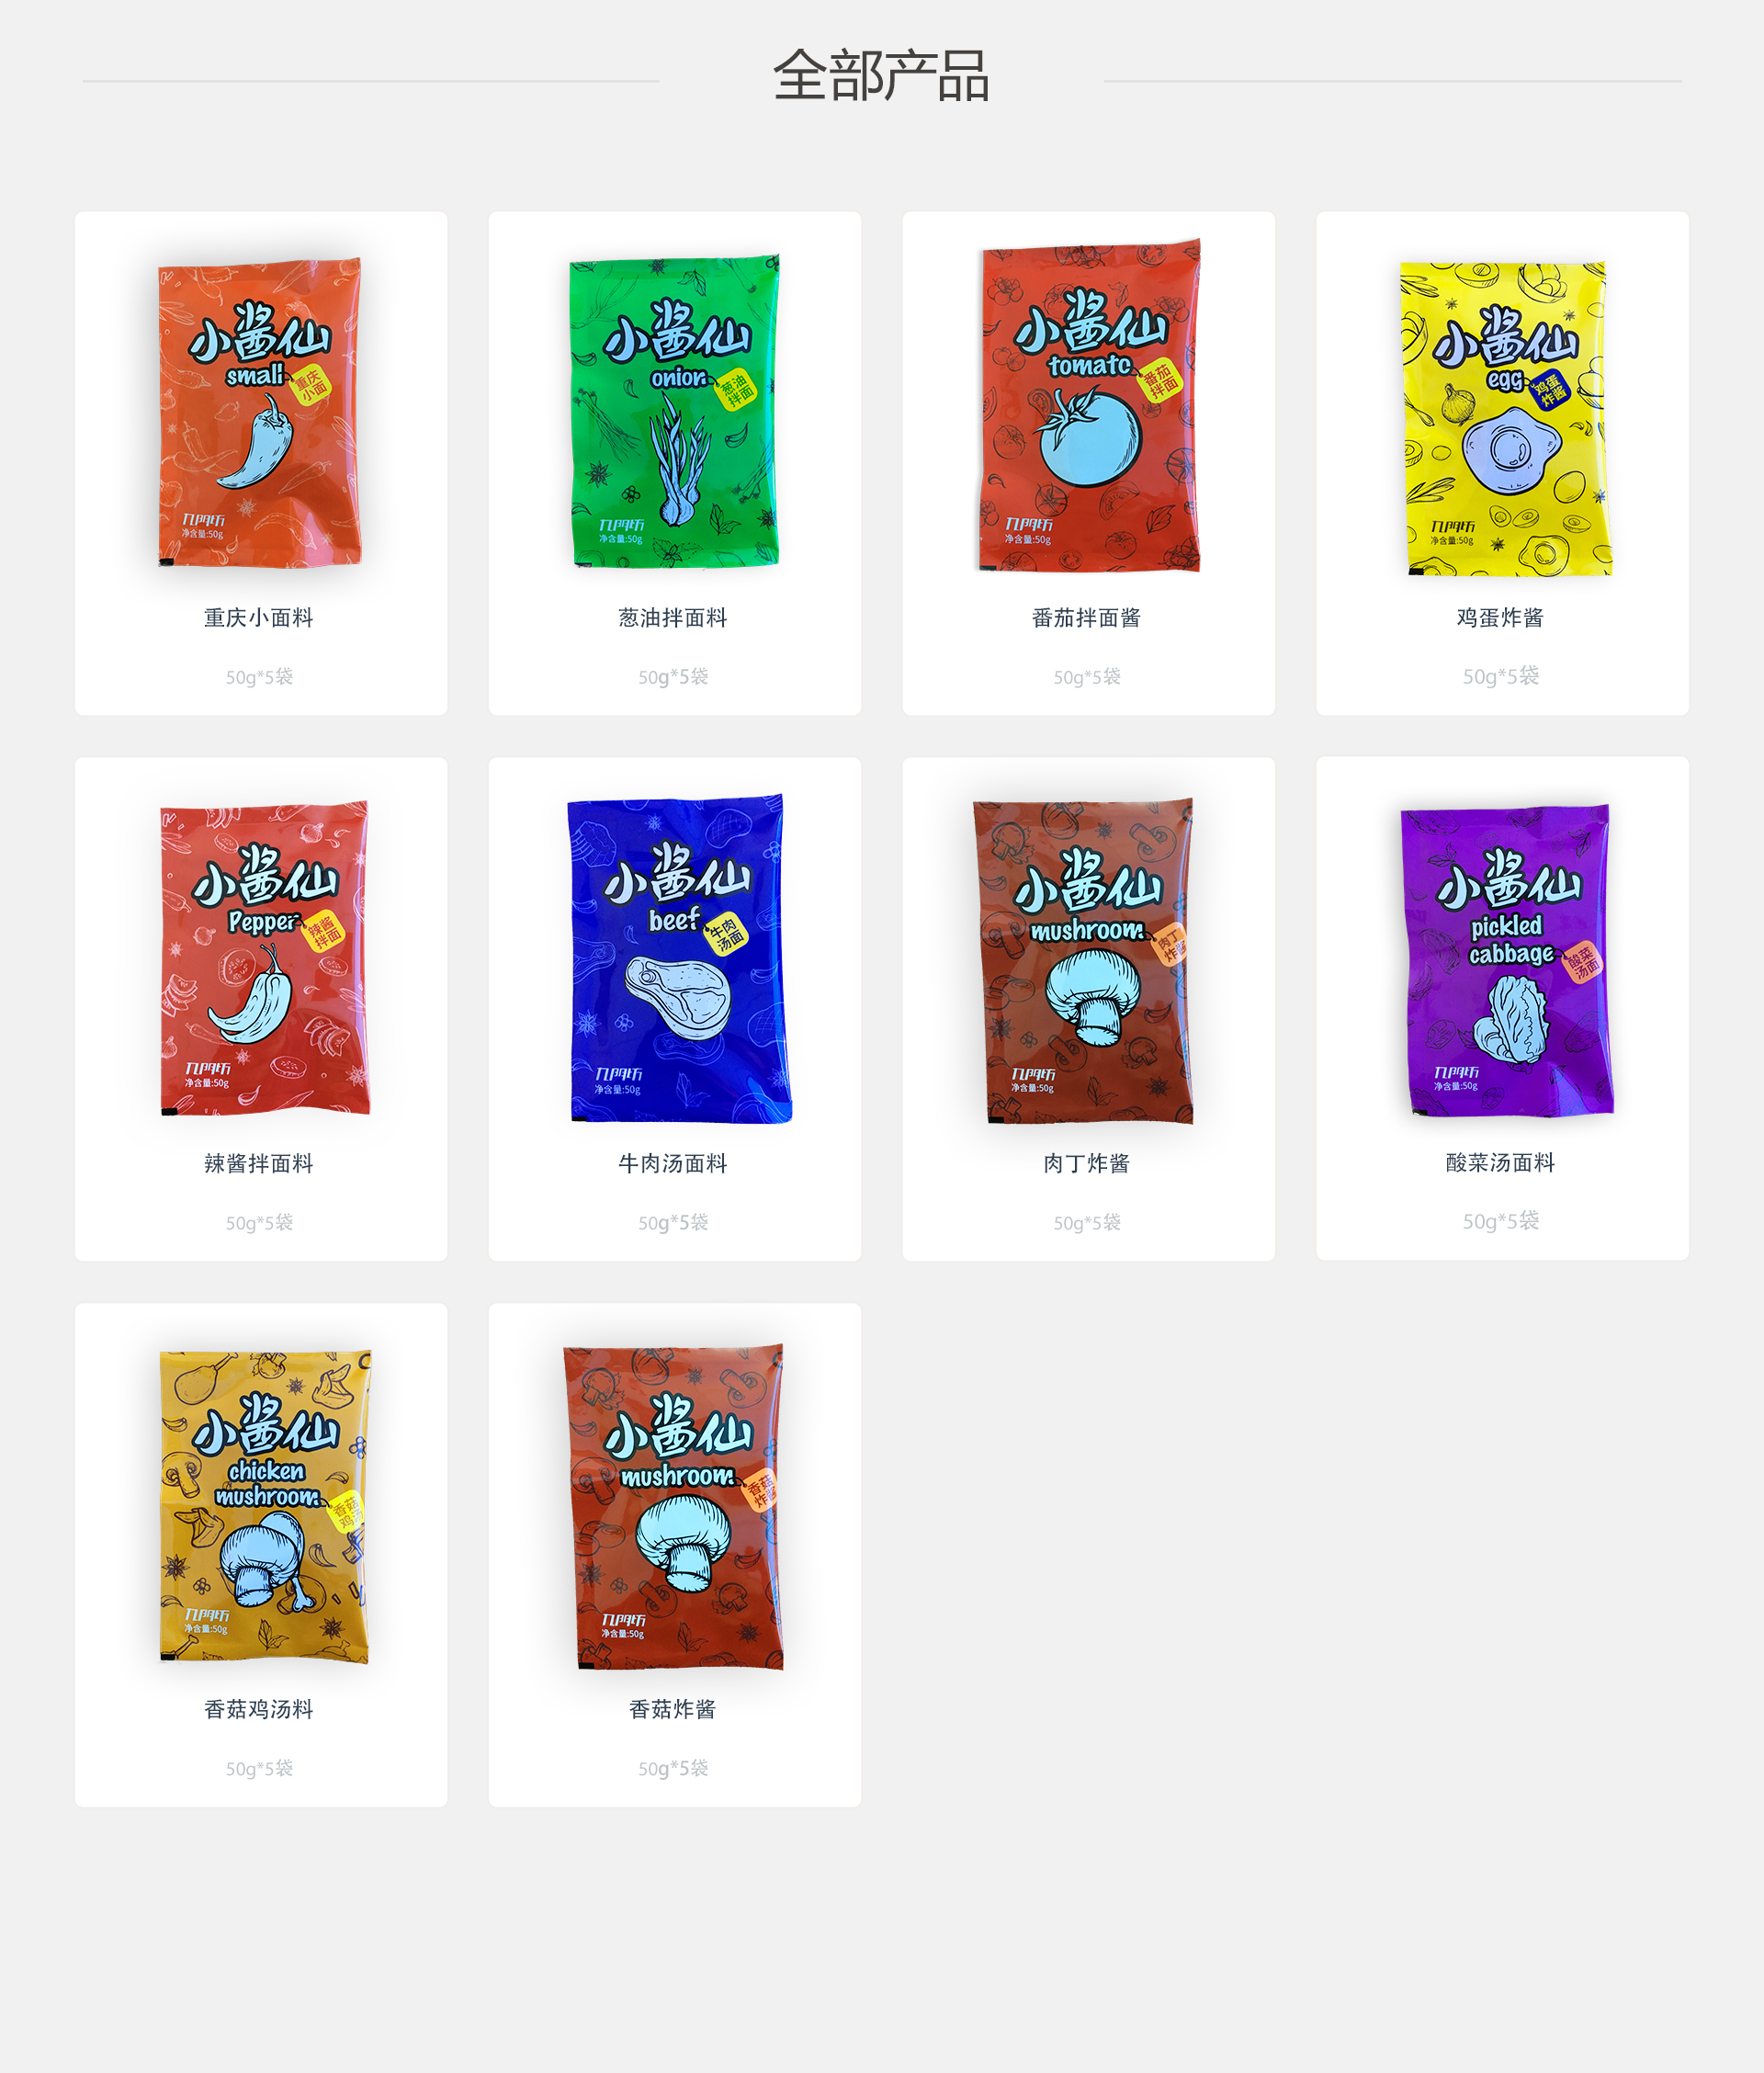 全部产品
小酱仙
small
重庆
小面
净含量:50g
重庆小面料
50g*5袋
小酱仙
onion
葱油
拌面
净含量:50g
葱油拌面料
50g*5袋
小酱仙
tomato
番茄
拌面
净含量:50g
番茄拌面酱
50g*5袋
小酱仙
egg
鸡蛋
炸酱
净含量:50g
鸡蛋炸酱
50g*5袋
小酱仙
Pepper
辣酱
拌面
净含量:50g
辣酱拌面料
50g*5袋
小酱仙
beef
牛肉
汤面
净含量:50g
牛肉汤面料
50g*5袋
小酱仙
mushroom
肉丁
炸酱
净含量:50g
肉丁炸酱
50g*5袋
小酱仙
pickled
cabbage
酸菜
汤面
净含量:50g
酸菜汤面料
50g*5袋
小酱仙
chicken
mushroom
香菇
鸡汤
净含量:50g
香菇鸡汤料
50g*5袋
小酱仙
mushroom
香菇
炸酱
净含量:50g
香菇炸酱
50g*5袋